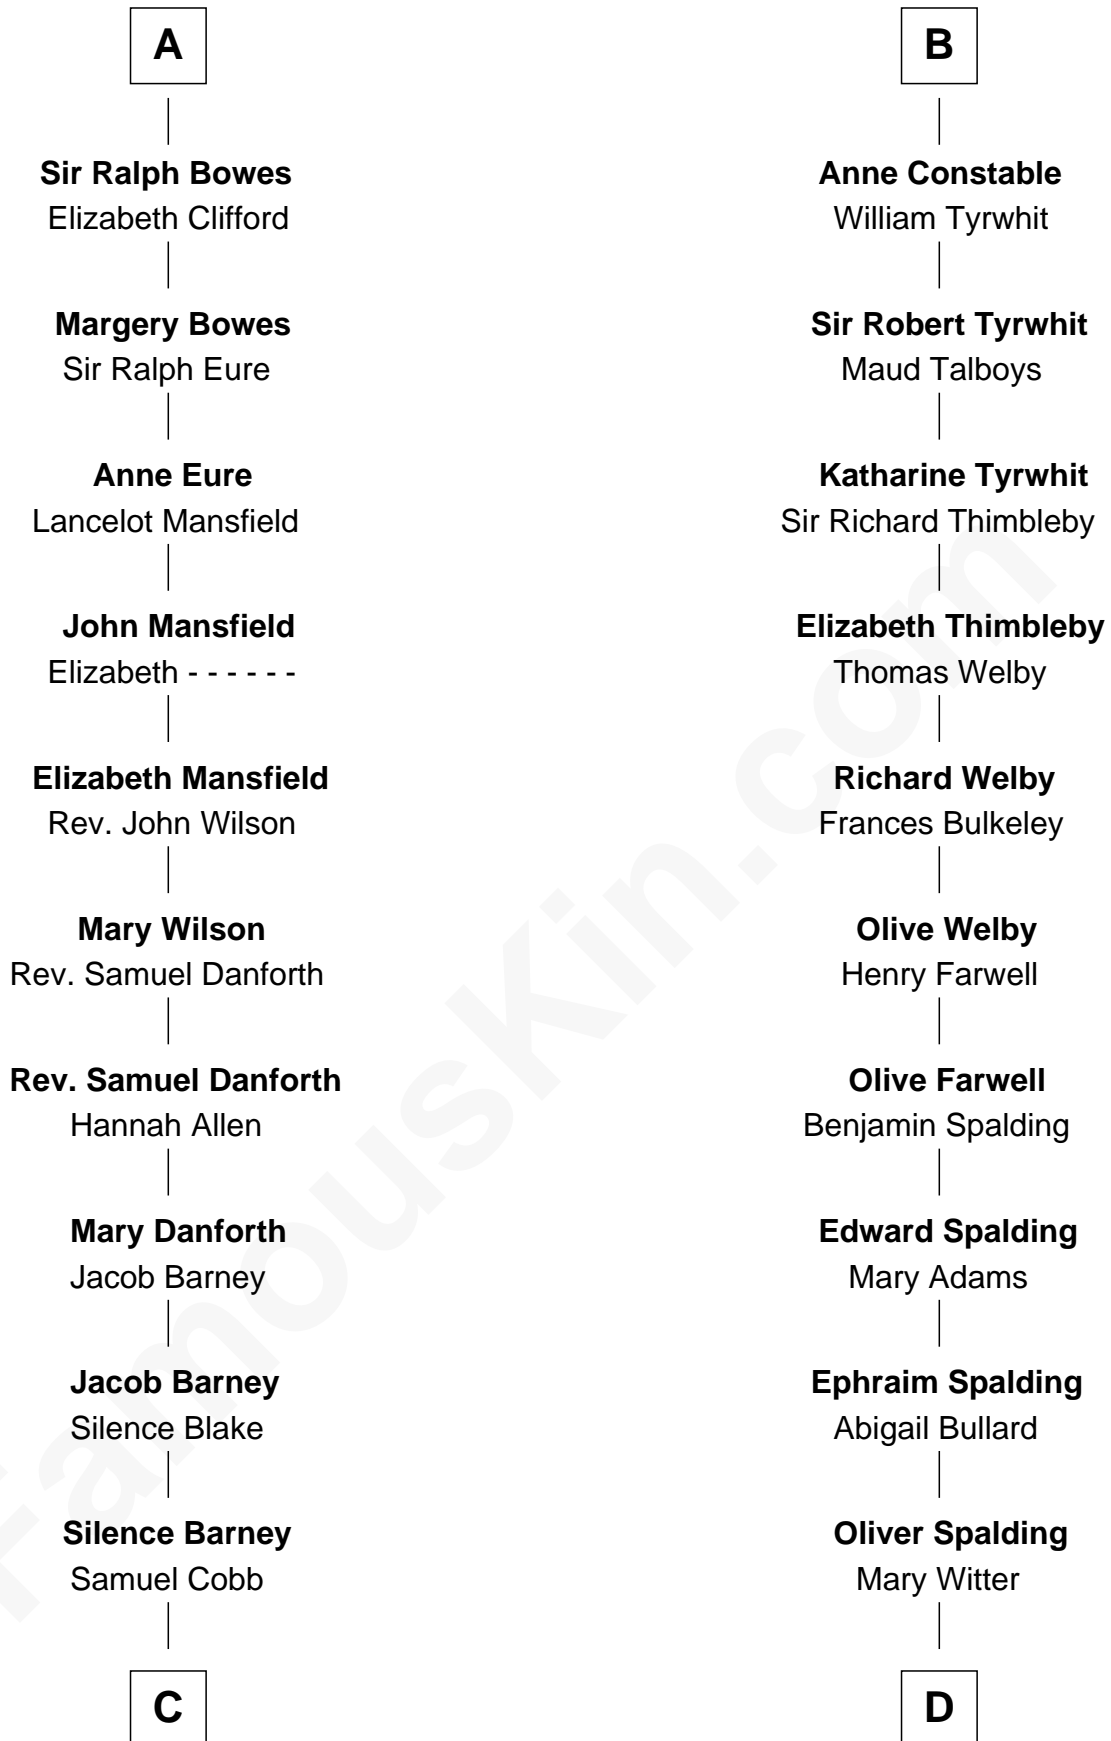 A
Sir Ralph Bowes
Elizabeth Clifford
Margery Bowes
Sir Ralph Eure
Anne Eure
Lancelot Mansfield
John Mansfield
Elizabeth - - - - - -
Elizabeth Mansfield
Rev. John Wilson
Mary Wilson
Rev. Samuel Danforth
Rev. Samuel Danforth
Hannah Allen
Mary Danforth
Jacob Barney
Jacob Barney
Silence Blake
Silence Barney
Samuel Cobb
C
B
Anne Constable
William Tyrwhit
Sir Robert Tyrwhit
Maud Talboys
Katharine Tyrwhit
Sir Richard Thimbleby
Elizabeth Thimbleby
Thomas Welby
Richard Welby
Frances Bulkeley
Olive Welby
Henry Farwell
Olive Farwell
Benjamin Spalding
Edward Spalding
Mary Adams
Ephraim Spalding
Abigail Bullard
Oliver Spalding
Mary Witter
D
FamousKin.com